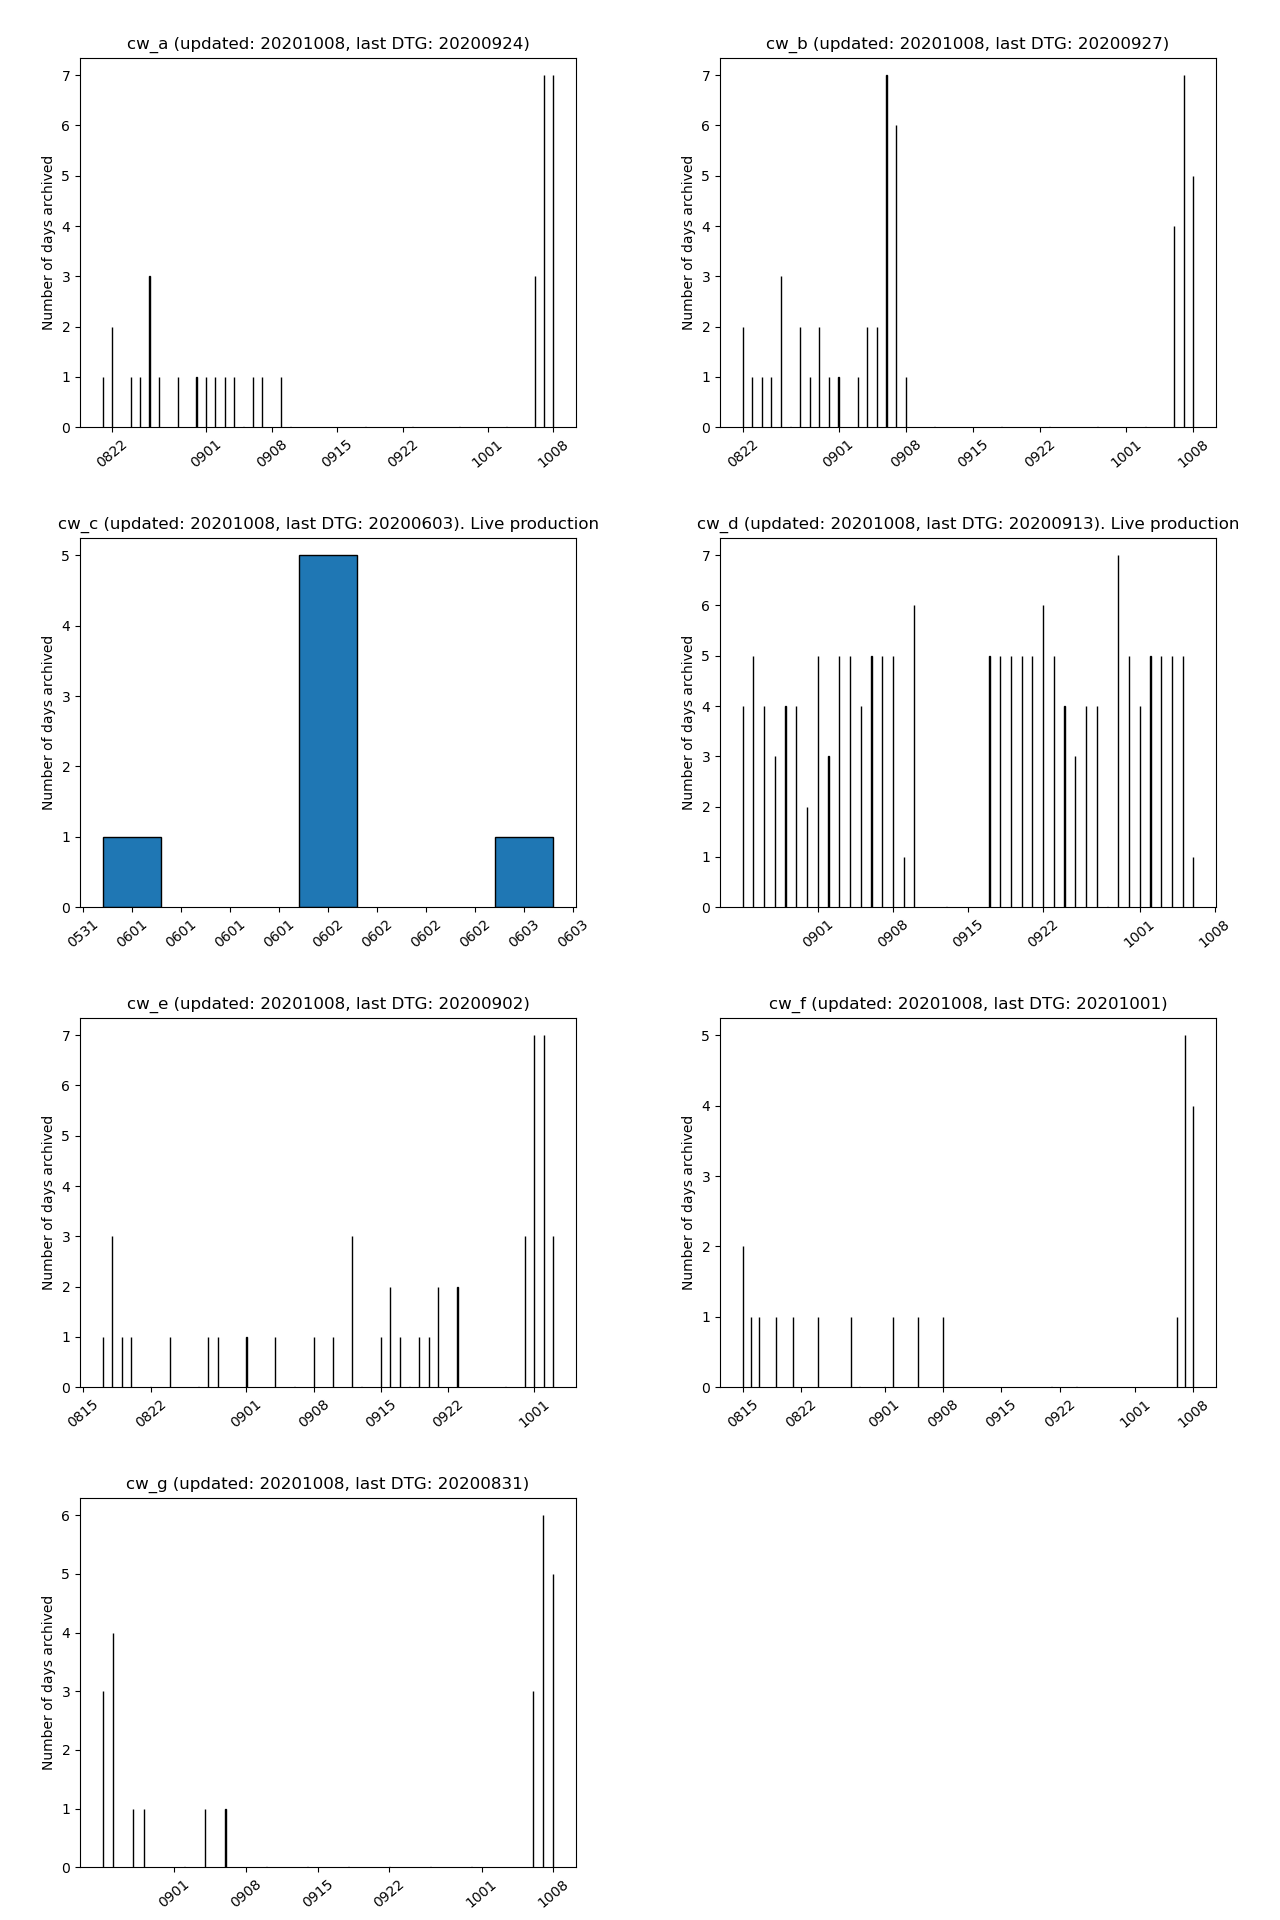 cw_a (updated: 20201008, last DTG: 20200924)
Number of days archived
7
6
5
4
3
2
1
0
0822 0901 0908 0915 0922 1001 1008
cw_b (updated: 20201008, last DTG: 20200927)
Number of days archived
7
6
5
4
3
2
1
0
0822 0901 0908 0915 0922 1001 1008
cw_c (updated: 20201008, last DTG: 20200603). Live production
Number of days archived
5
4
3
2
1
0
0531 0601 0601 0601 0601 0602 0602 0602 0602 0603 0603
cw_d (updated: 20201008, last DTG: 20200913). Live production
Number of days archived
7
6
5
4
3
2
1
0
0901 0908 0915 0922 1001 1008
cw_e (updated: 20201008, last DTG: 20200902)
Number of days archived
7
6
5
4
3
2
1
0
0815 0822 0901 0908 0915 0922 1001
cw_f (updated: 20201008, last DTG: 20201001)
Number of days archived
5
4
3
2
1
0
0815 0822 0901 0908 0915 0922 1001 1008
cw_g (updated: 20201008, last DTG: 20200831)
Number of days archived
6
5
4
3
2
1
0
0901 0908 0915 0922 1001 1008